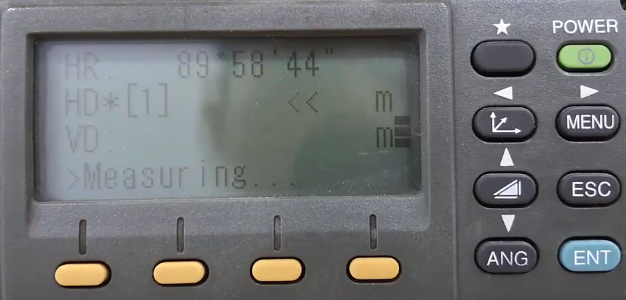 HR: 89°58'44"
HD*[1] << m
VD: m
>Measuring...
★ POWER
MENU
ESC
ANG ENT